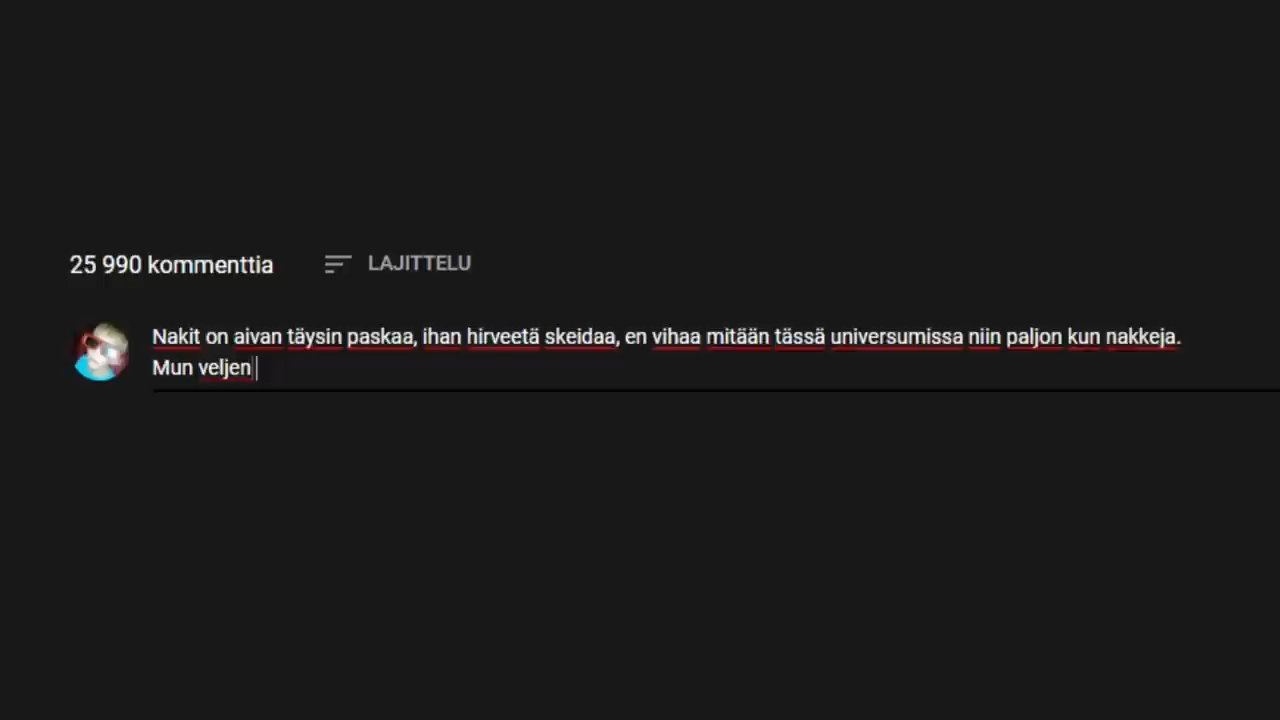 25 990 kommenttia LAJITTELU
Nakit on aivan täysin paskaa, ihan hirveetä skeidaa, en vihaa mitään tässä universumissa niin paljon kun nakkeja.
Mun veljen